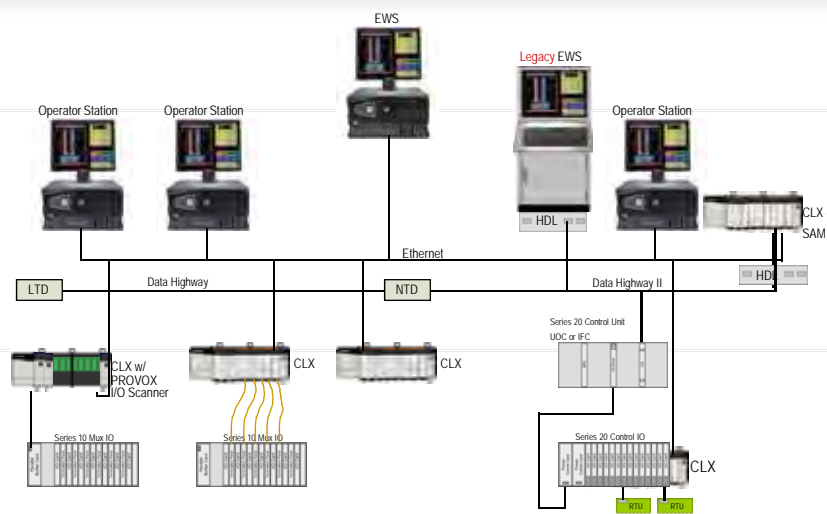 EWS
Legacy EWS
Operator Station
Operator Station
Operator Station
HDL
CLX
SAM
Ethernet
HDL
LTD
Data Highway
NTD
Data Highway II
Series 20 Control Unit
UOC or IFC
CLX w/
PROVOX
I/O Scanner
CLX
CLX
Series 10 Mux IO
Series 10 Mux IO
Series 20 Control IO
CLX
RTU
RTU